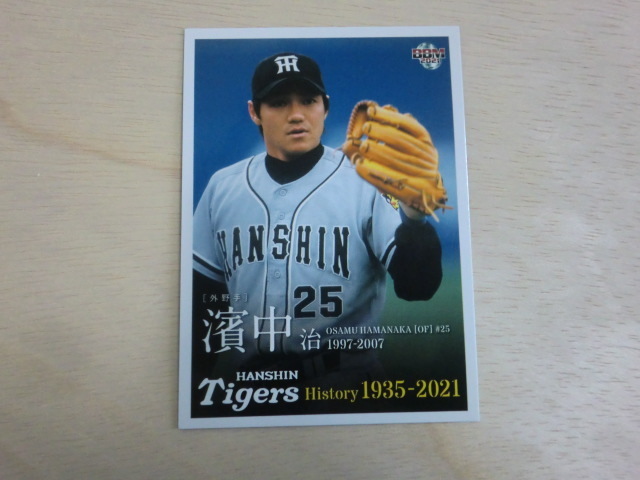 BBM
2021
TH
HANSHIN
25
[外野手]
濱中 治
OSAMU HAMANAKA [OF] #25
1997-2007
HANSHIN
Tigers History 1935-2021